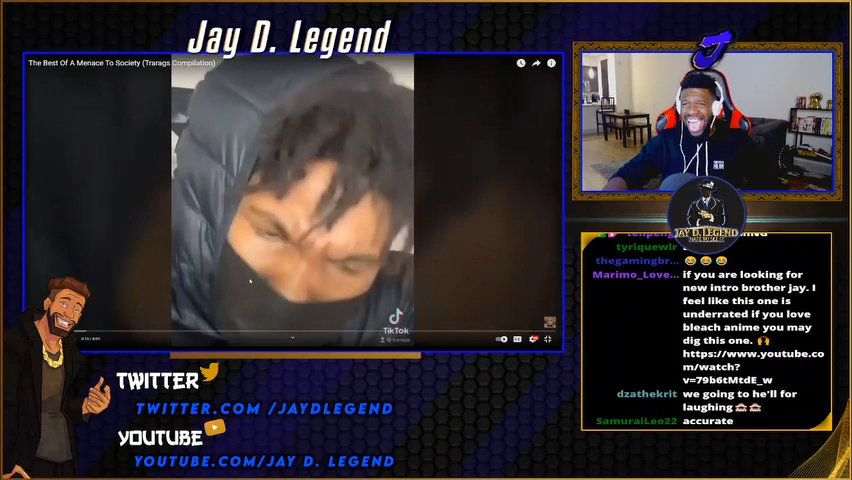 Jay D. Legend
The Best Of A Menace To Society (Trarags Compilation)
J
TikTok
@trarags
JAY D. LEGEND
tyriquewlr
thegamingbr... 😂😂😂
Marimo_Love... if you are looking for
new intro brother jay. I
feel like this one is
underrated if you love
bleach anime you may
dig this one. 🙌
https://www.youtube.co
m/watch?
v=79b6tMtdE_w
dzathekrit we going to he'll for
laughing
SamuraiLeo22 accurate
TWITTER
TWITTER.COM/JAYDLEGEND
YOUTUBE
YOUTUBE.COM/JAY D. LEGEND